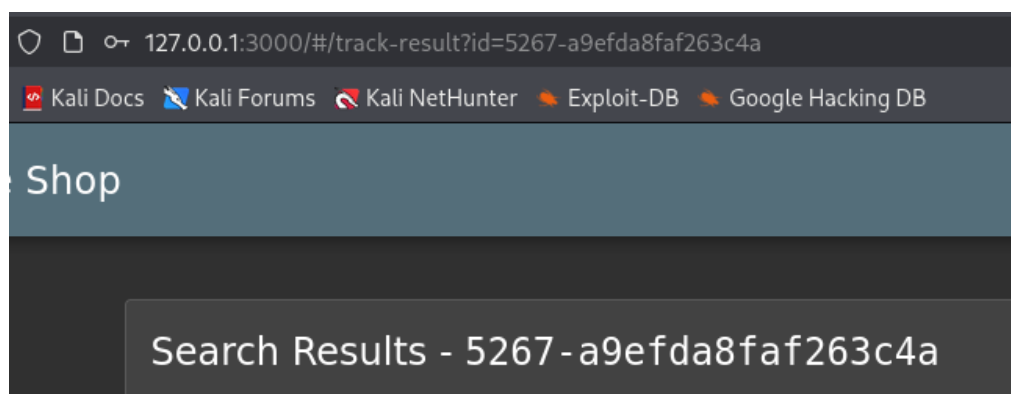 127.0.0.1:3000/#/track-result?id=5267-a9efda8faf263c4a
Kali Docs Kali Forums Kali NetHunter Exploit-DB Google Hacking DB
e Shop
Search Results - 5267-a9efda8faf263c4a